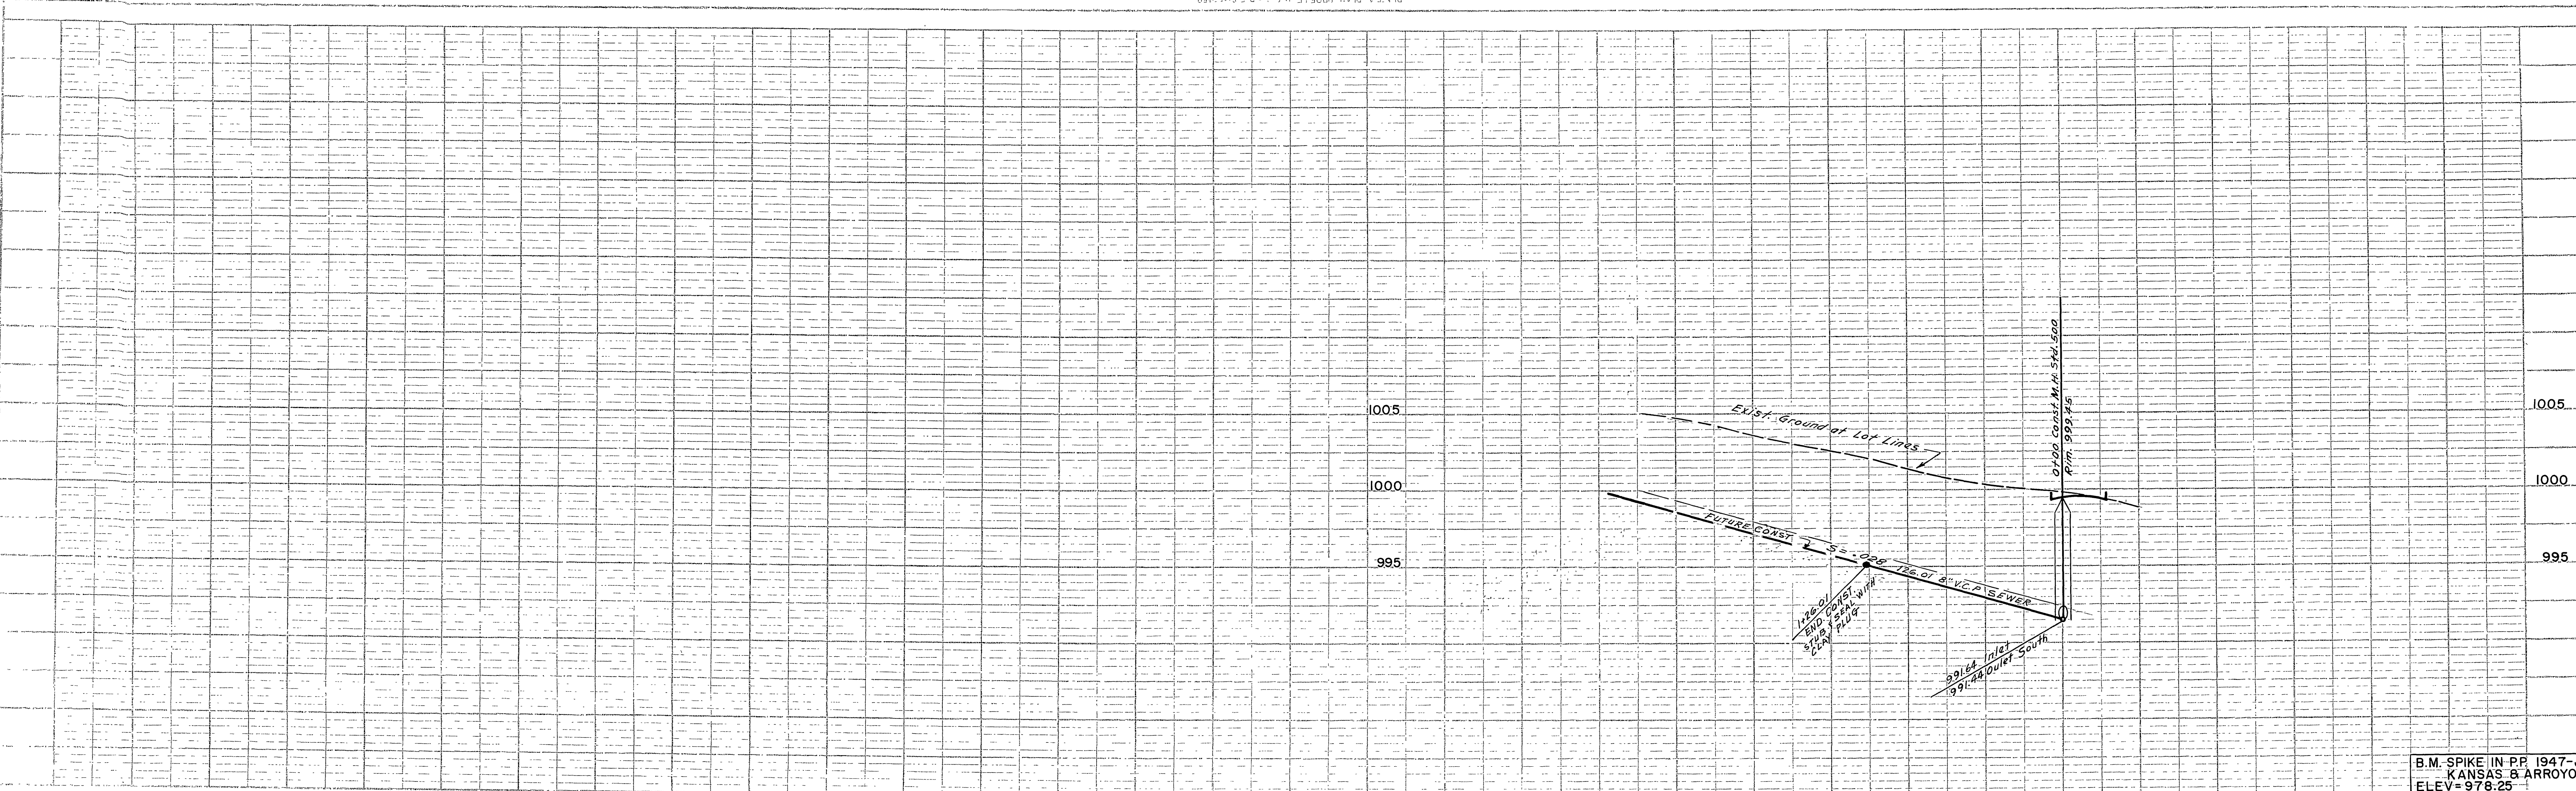 1005
1000
995
Exist. Ground at Lot Lines
FUTURE CONST.
S=.028 126.01 8" V.C.P. SEWER
1+26.01
END CONST.
STUB & SEAL WITH
CLAY PLUG
0+00 Const. M.H. Std. 500
Rim. 999.45
991.64 Inlet
991.44 Oulet South
1005
1000
995
B.M. SPIKE IN P.P. 1947-
KANSAS & ARROYO
ELEV= 978.25